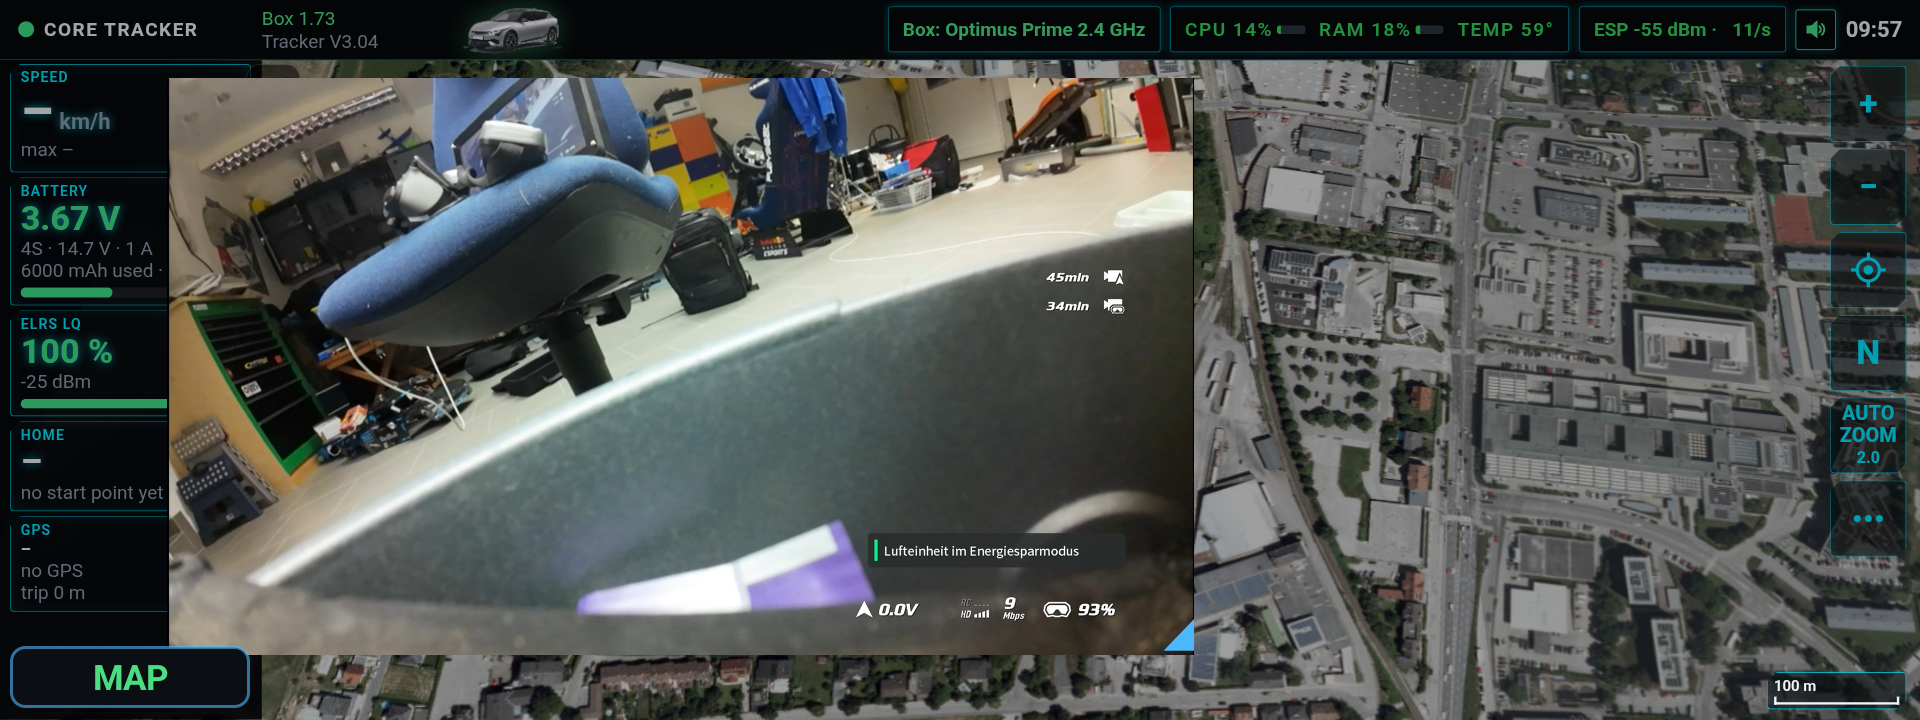 CORE TRACKER
Box 1.73
Tracker V3.04
Box: Optimus Prime 2.4 GHz
CPU 14%
RAM 18%
TEMP 59°
ESP -55 dBm · 11/s
09:57
SPEED
– km/h
max –
BATTERY
3.67 V
4S · 14.7 V · 1 A
6000 mAh used ·
ELRS LQ
100 %
-25 dBm
HOME
–
no start point yet
GPS
–
no GPS
trip 0 m
MAP
45min
34min
Lufteinheit im Energiesparmodus
0.0V
RC ----
HD
9
Mbps
93%
+
-
N
AUTO
ZOOM
2.0
100 m